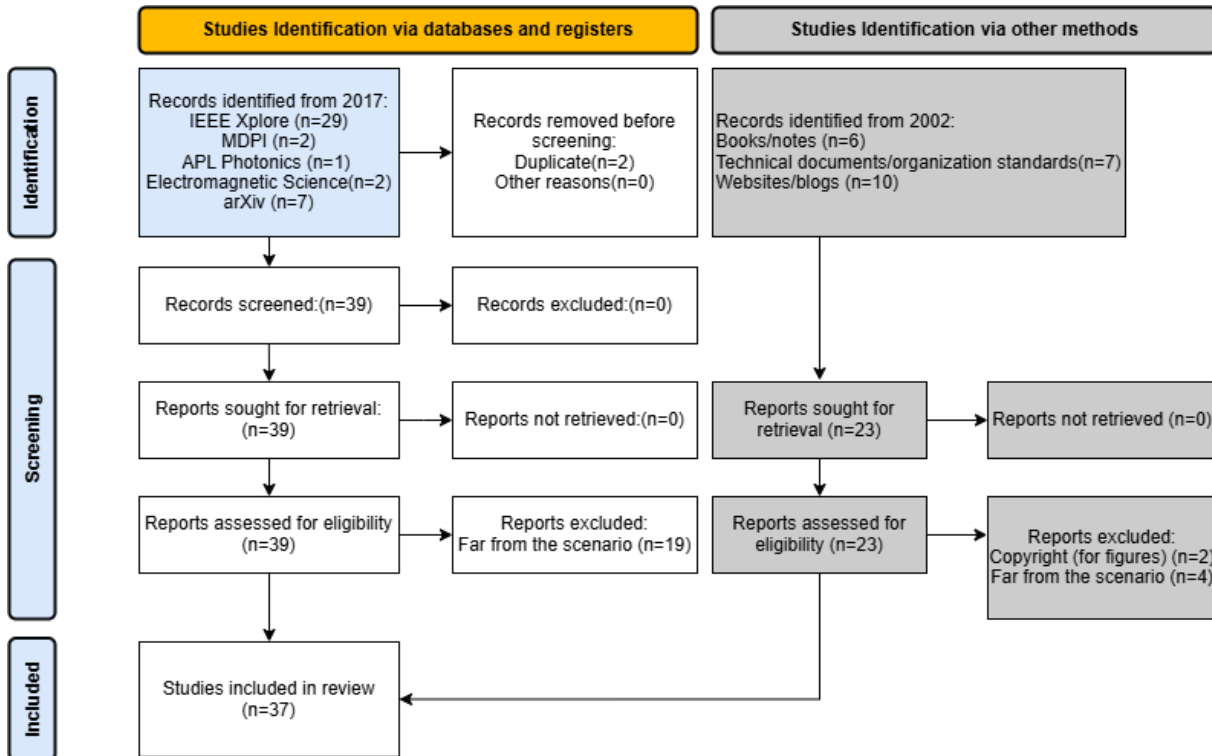 Studies Identification via databases and registers
Studies Identification via other methods
Identification
Records identified from 2017:
IEEE Xplore (n=29)
MDPI (n=2)
APL Photonics (n=1)
Electromagnetic Science(n=2)
arXiv (n=7)
Records removed before
screening:
Duplicate(n=2)
Other reasons(n=0)
Records identified from 2002:
Books/notes (n=6)
Technical documents/organization standards(n=7)
Websites/blogs (n=10)
Screening
Records screened:(n=39)
Records excluded:(n=0)
Reports sought for retrieval:
(n=39)
Reports not retrieved:(n=0)
Reports sought for
retrieval (n=23)
Reports not retrieved (n=0)
Reports assessed for eligibility
(n=39)
Reports excluded:
Far from the scenario (n=19)
Reports assessed for
eligibility (n=23)
Reports excluded:
Copyright (for figures) (n=2)
Far from the scenario (n=4)
Included
Studies included in review
(n=37)